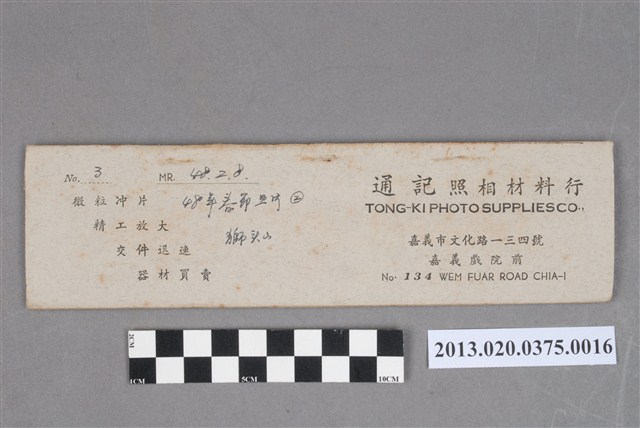 No. 3 MR. 48.2.8.
微粒冲片 48年春節照片②
精工放大 獅頭山
交件迅速
器材買賣
通記照相材料行
TONG-KI PHOTO SUPPLIES CO.,
嘉義市文化路一三四號
嘉義戲院前
No. 134 WEM FUAR ROAD CHIA-I
2CM
1CM
5CM
10CM
2013.020.0375.0016